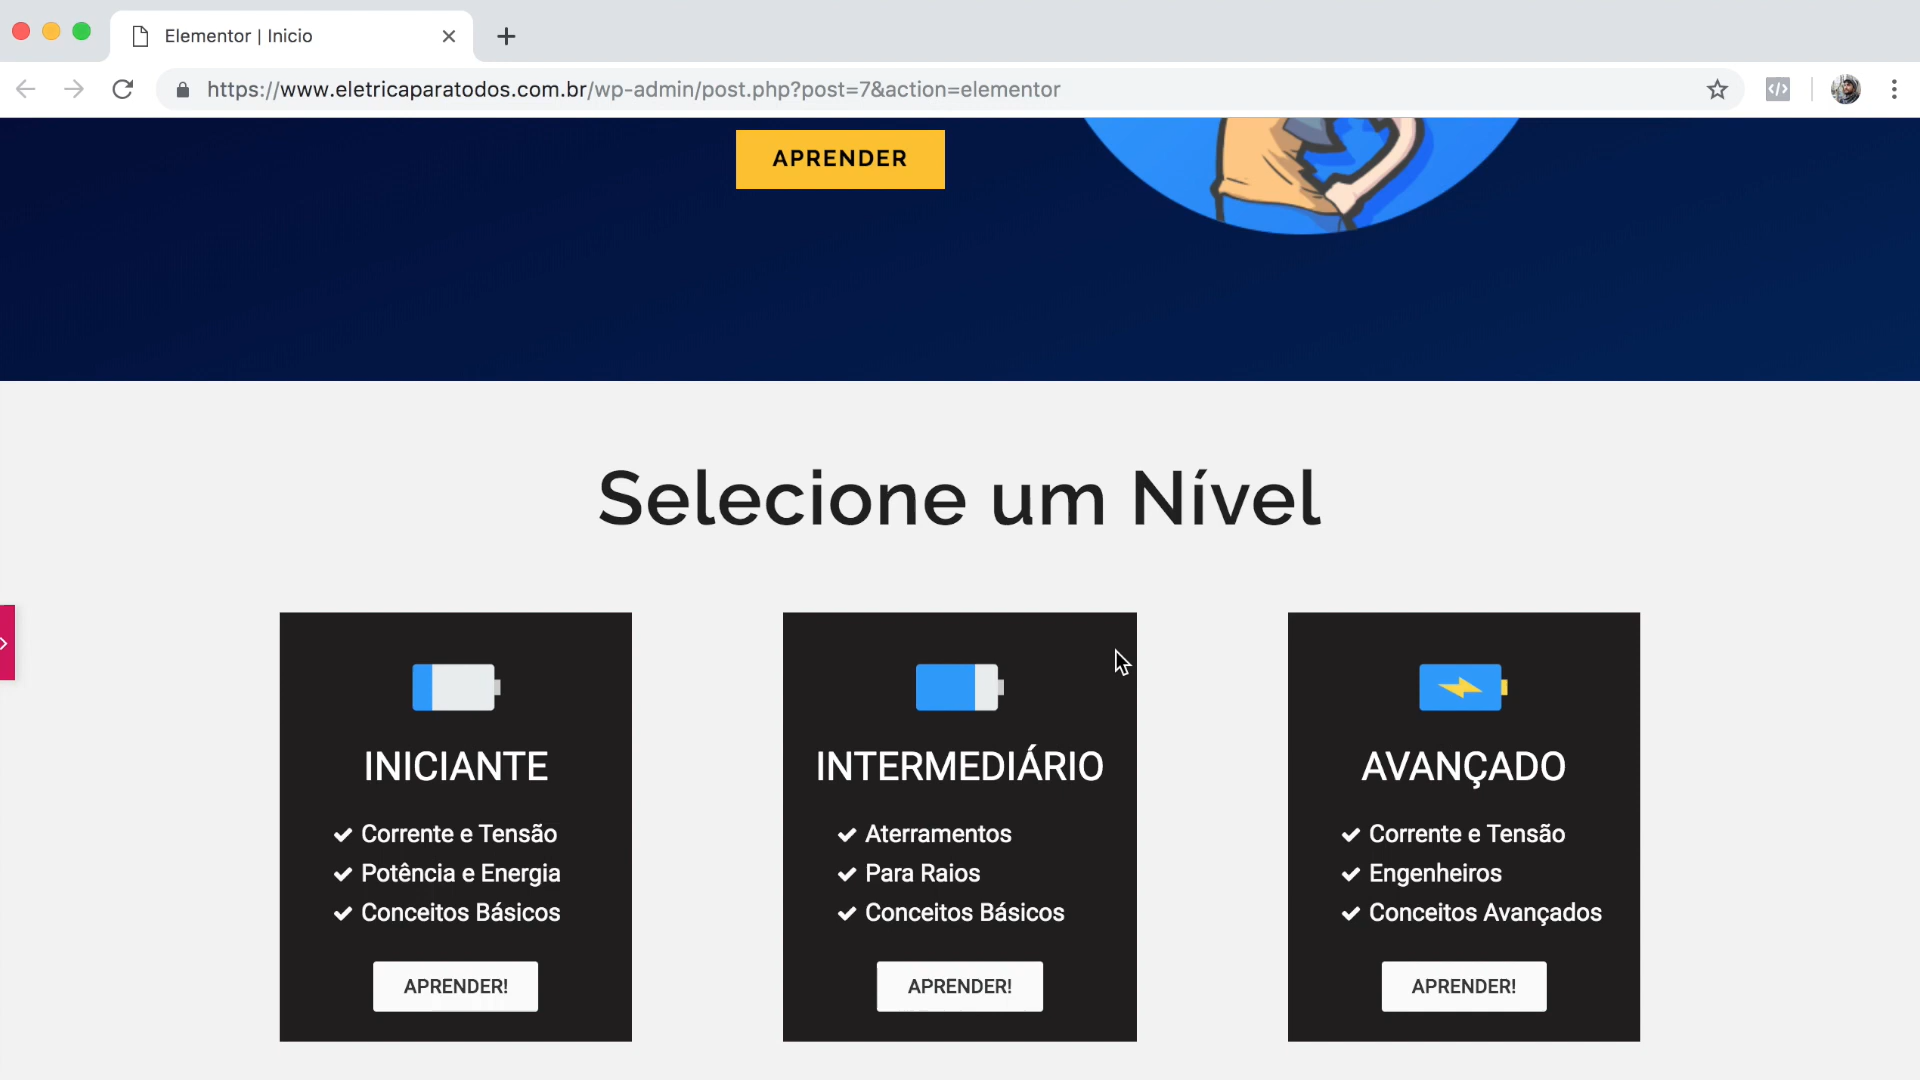 Elementor | Inicio
https://www.eletricaparatodos.com.br/wp-admin/post.php?post=7&action=elementor
APRENDER
Selecione um Nível
INICIANTE
Corrente e Tensão
Potência e Energia
Conceitos Básicos
APRENDER!
INTERMEDIÁRIO
Aterramentos
Para Raios
Conceitos Básicos
APRENDER!
AVANÇADO
Corrente e Tensão
Engenheiros
Conceitos Avançados
APRENDER!